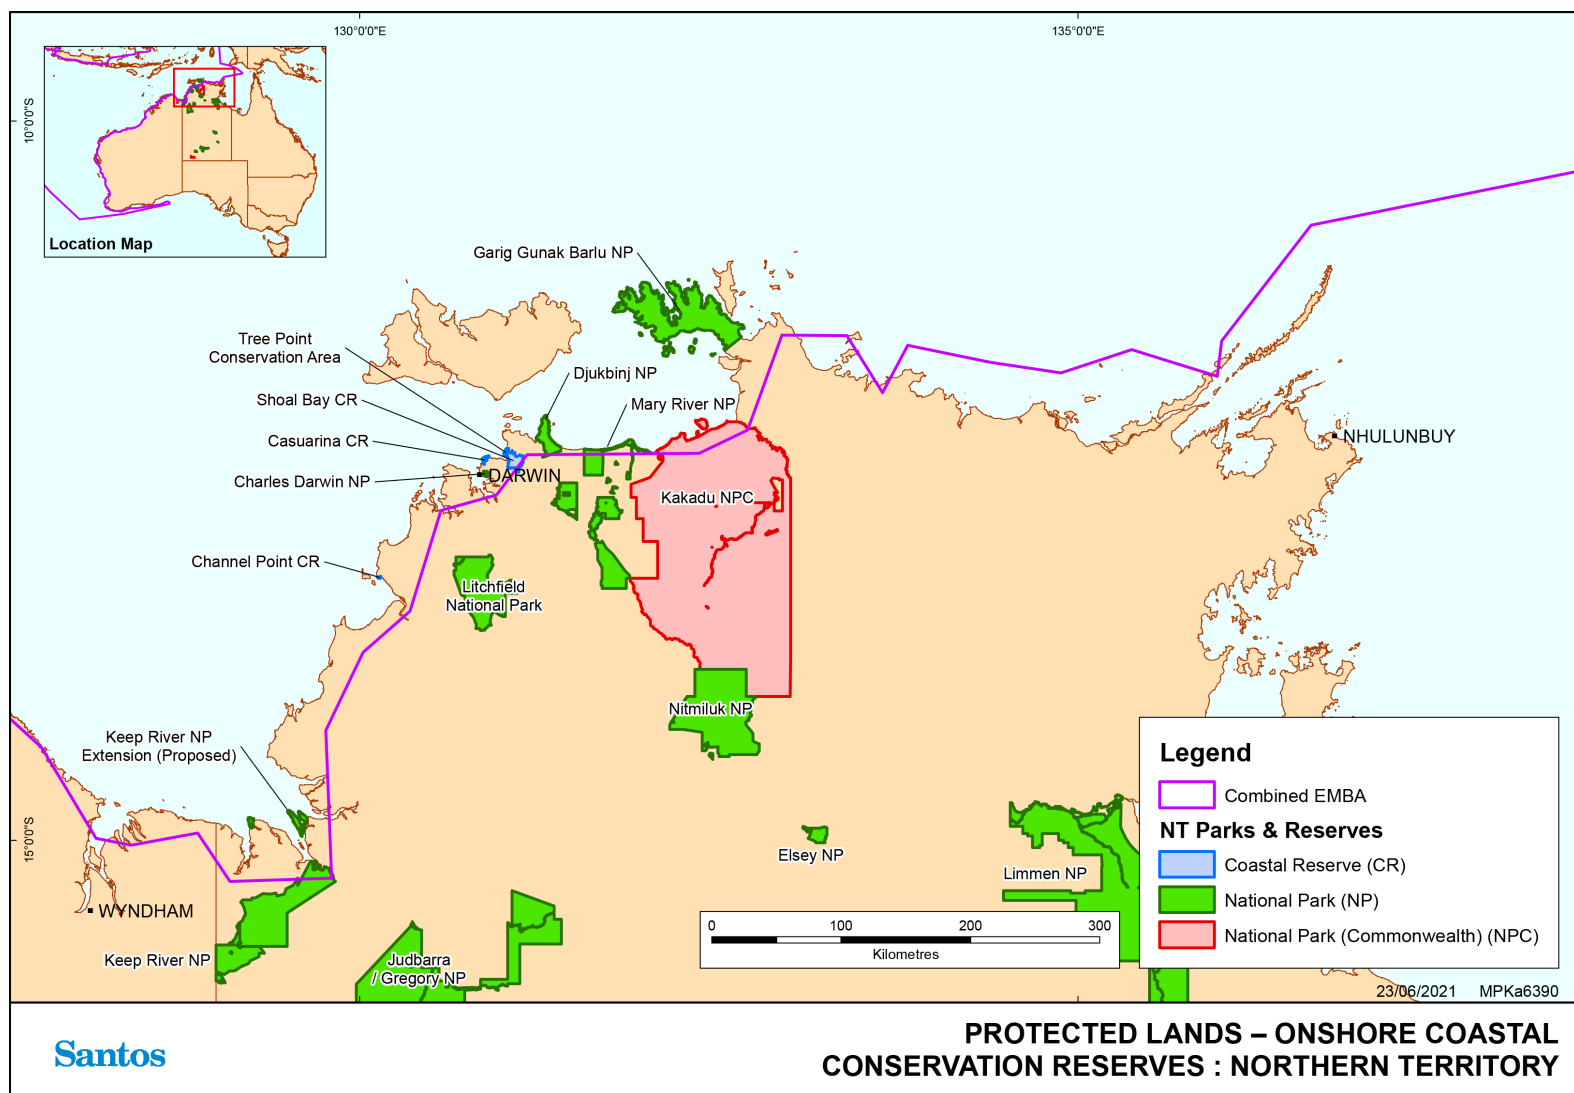 130°0'0"E
135°0'0"E
10°0'0"S
15°0'0"S
Location Map
Garig Gunak Barlu NP
Tree Point
Conservation Area
Djukbinj NP
Shoal Bay CR
Mary River NP
Casuarina CR
NHULUNBUY
Charles Darwin NP
DARWIN
Kakadu NPC
Channel Point CR
Litchfield
National Park
Nitmiluk NP
Keep River NP
Extension (Proposed)
Elsey NP
Limmen NP
WYNDHAM
Keep River NP
Judbarra
/ Gregory NP
0
100
200
300
Kilometres
Legend
Combined EMBA
NT Parks & Reserves
Coastal Reserve (CR)
National Park (NP)
National Park (Commonwealth) (NPC)
23/06/2021 MPKa6390
Santos
PROTECTED LANDS – ONSHORE COASTAL
CONSERVATION RESERVES : NORTHERN TERRITORY